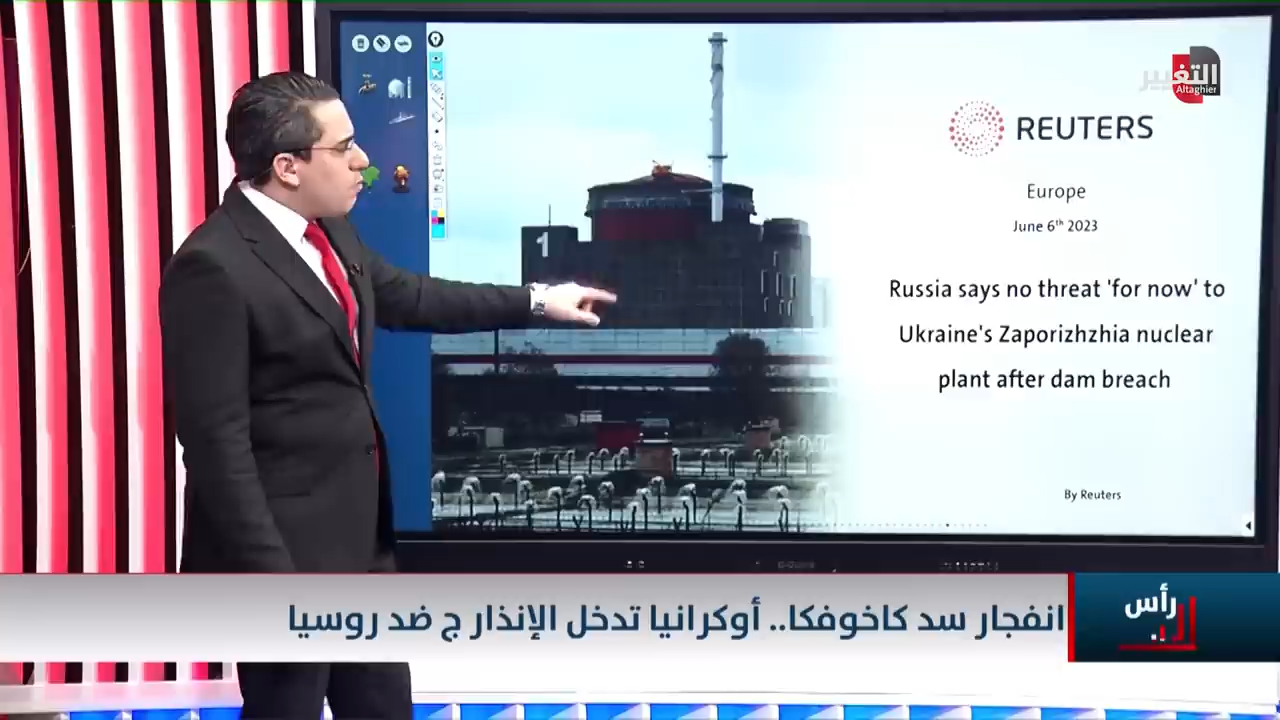 التغيير
Altaghier
REUTERS
Europe
June 6th 2023
Russia says no threat 'for now' to
Ukraine's Zaporizhzhia nuclear
plant after dam breach
By Reuters
1
انفجار سد كاخوفكا.. أوكرانيا تدخل الإنذار ج ضد روسيا
رأس